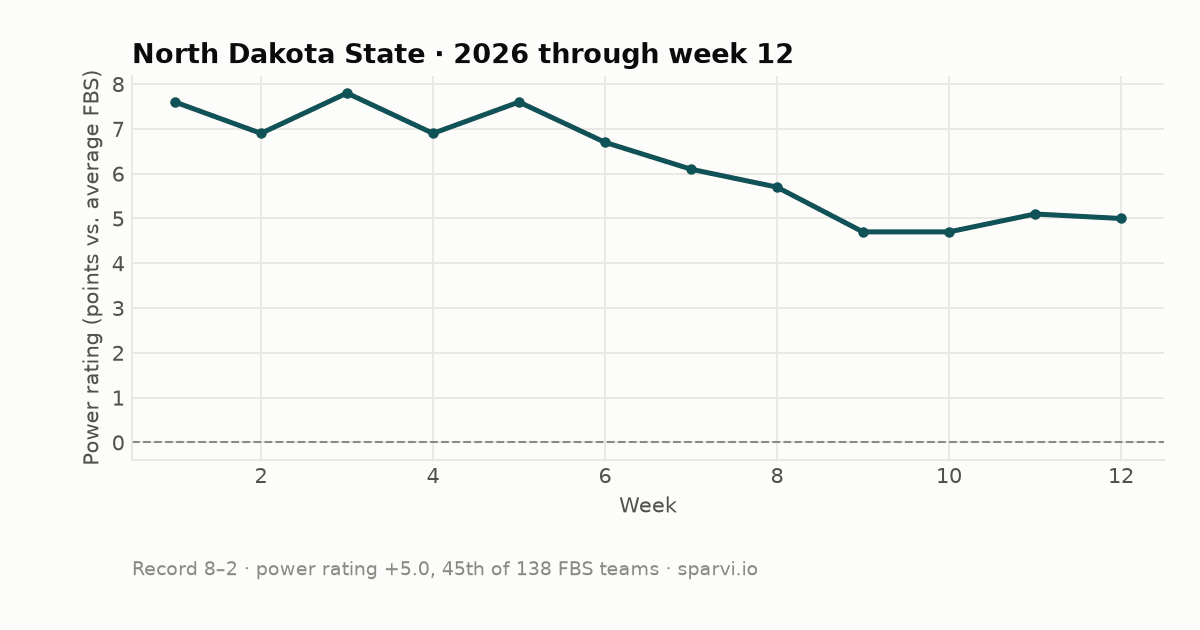 North Dakota State · 2026 through week 12
Power rating (points vs. average FBS)
8
7
6
5
4
3
2
1
0
2 4 6 8 10 12
Week
Record 8–2 · power rating +5.0, 45th of 138 FBS teams · sparvi.io